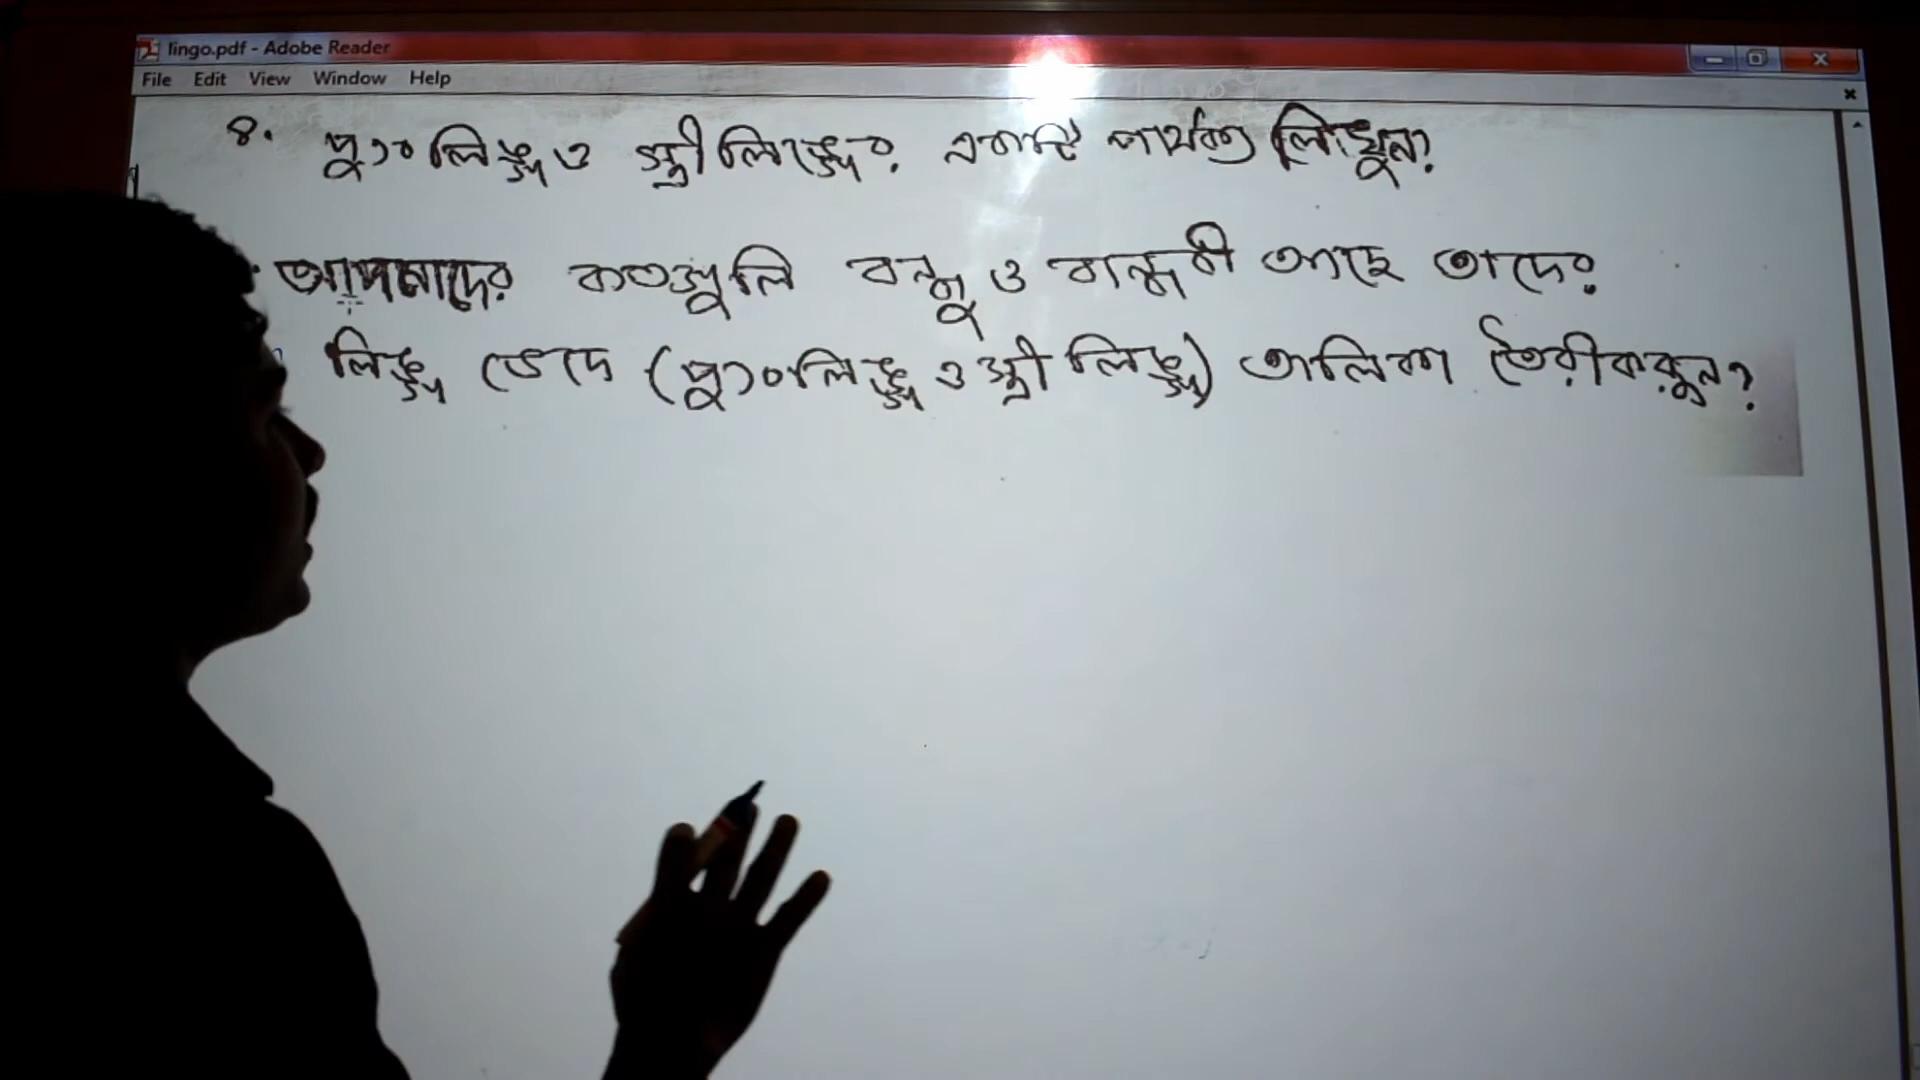 lingo.pdf - Adobe Reader
File Edit View Window Help
৪. পুংলিঙ্গ ও স্ত্রীলিঙ্গের একটি পার্থক্য লিখুন?
আপনাদের কতগুলি বন্ধু ও বান্ধবী আছে তাদের
লিঙ্গ ভেদে (পুংলিঙ্গ ও স্ত্রী লিঙ্গ) তালিকা তৈরী করুন?